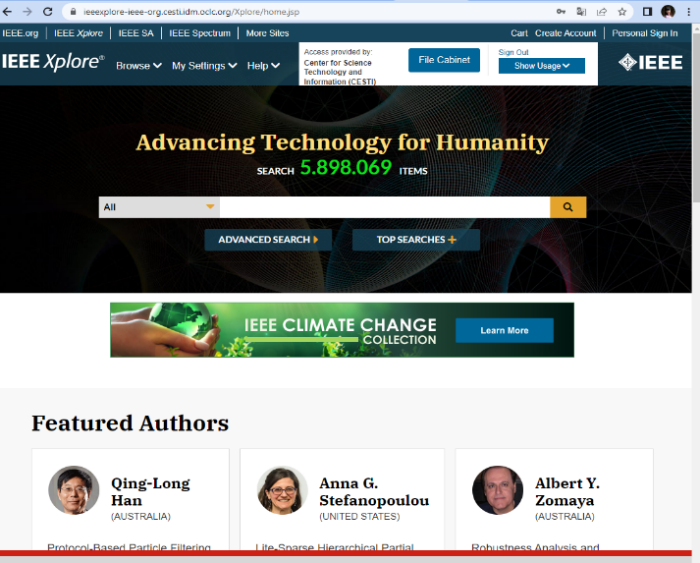 ieeexplore-ieee-org.cesti.idm.oclc.org/Xplore/home.jsp
IEEE.org IEEE Xplore IEEE SA IEEE Spectrum More Sites Cart Create Account Personal Sign In
IEEE Xplore® Browse My Settings Help
Access provided by:
Center for Science
Technology and
Information (CESTI)
File Cabinet
Sign Out
Show Usage
IEEE
Advancing Technology for Humanity
SEARCH 5.898.069 ITEMS
All
ADVANCED SEARCH TOP SEARCHES
IEEE CLIMATE CHANGE
COLLECTION
Learn More
Featured Authors
Qing-Long
Han
(AUSTRALIA)
Protocol-Based Particle Filtering
Anna G.
Stefanopoulou
(UNITED STATES)
Lite-Sparse Hierarchical Partial
Albert Y.
Zomaya
(AUSTRALIA)
Robustness Analysis and